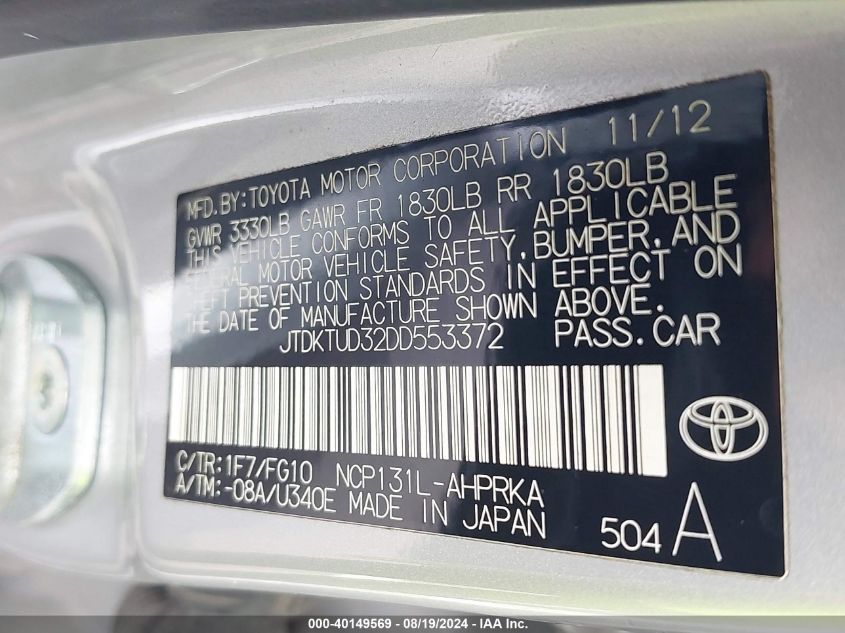 11/12
MFD.BY:TOYOTA MOTOR CORPORATION
GVWR 3330LB GAWR FR 1830LB RR 1830LB
THIS VEHICLE CONFORMS TO ALL APPLICABLE
FEDERAL MOTOR VEHICLE SAFETY, BUMPER, AND
THEFT PREVENTION STANDARDS IN EFFECT ON
THE DATE OF MANUFACTURE SHOWN ABOVE.
JTDKTUD32DD553372 PASS.CAR
C/TR:1F7/FG10 NCP131L-AHPRKA
A/TM:-08A/U340E MADE IN JAPAN
504 A
000-40149569 - 08/19/2024 - IAA Inc.